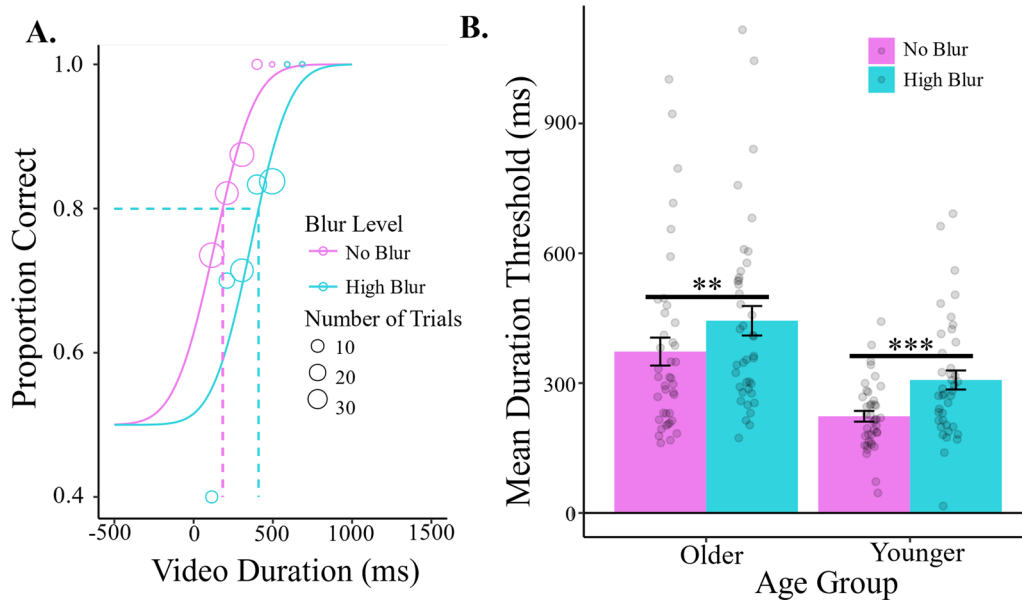 A.
1.0
0.8
0.6
0.4
Proportion Correct
-500
0
500
1000
1500
Video Duration (ms)
Blur Level
No Blur
High Blur
Number of Trials
10
20
30
B.
Mean Duration Threshold (ms)
900
600
300
0
No Blur
High Blur
**
***
Older
Younger
Age Group